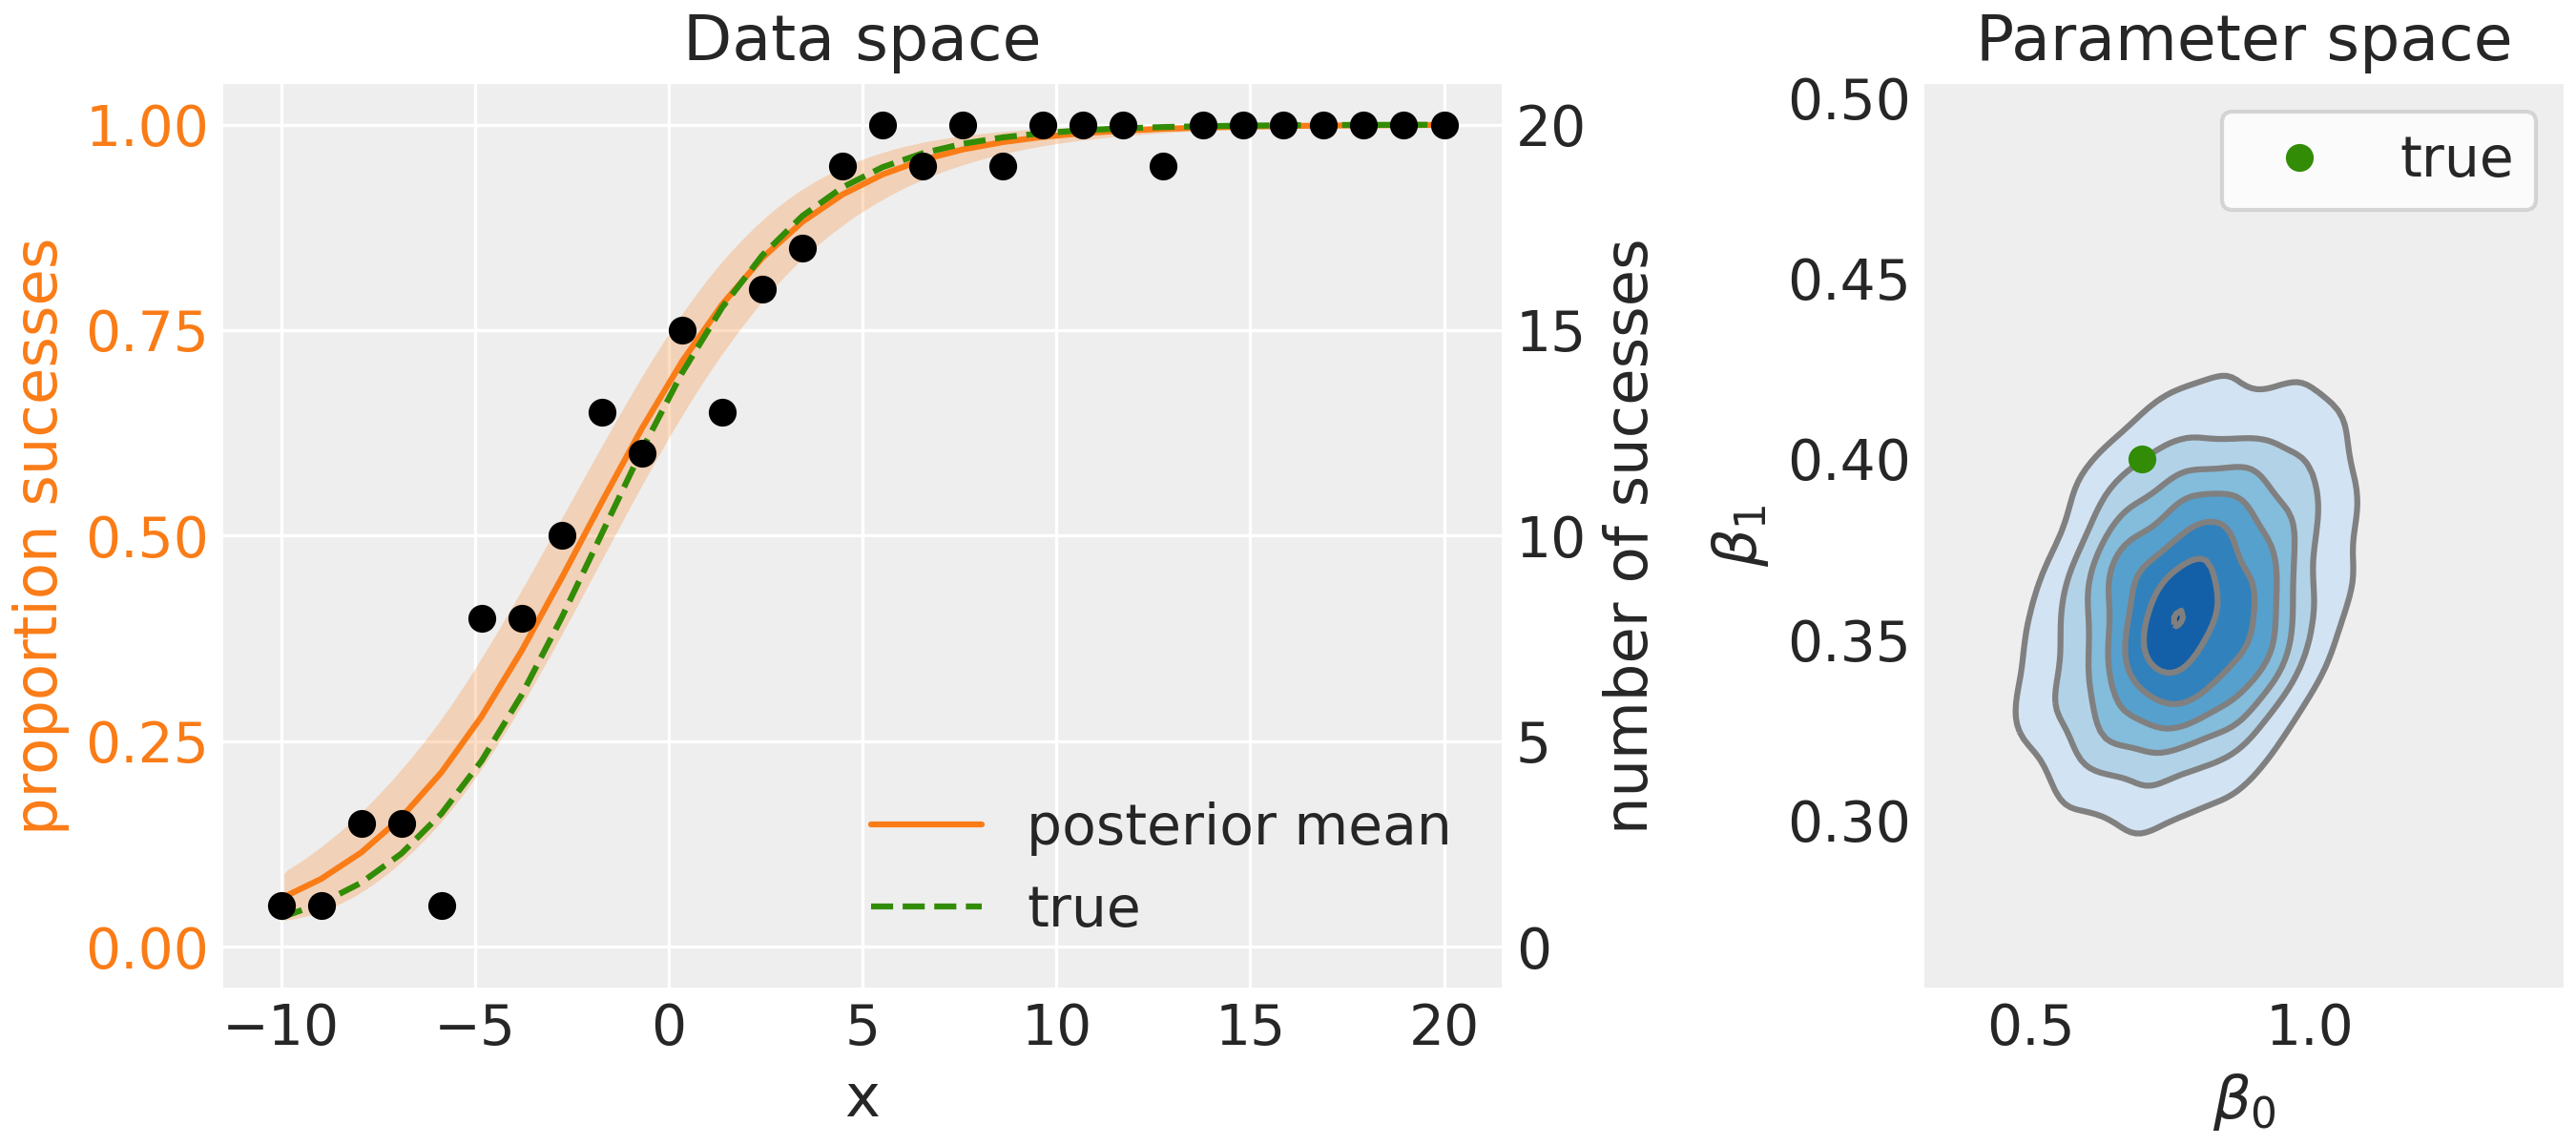 Data space
proportion sucesses
1.00
0.75
0.50
0.25
0.00
20
15
10
5
0
number of sucesses
posterior mean
true
−10 −5 0 5 10 15 20
x
Parameter space
true
β₁
0.50
0.45
0.40
0.35
0.30
0.5 1.0
β₀